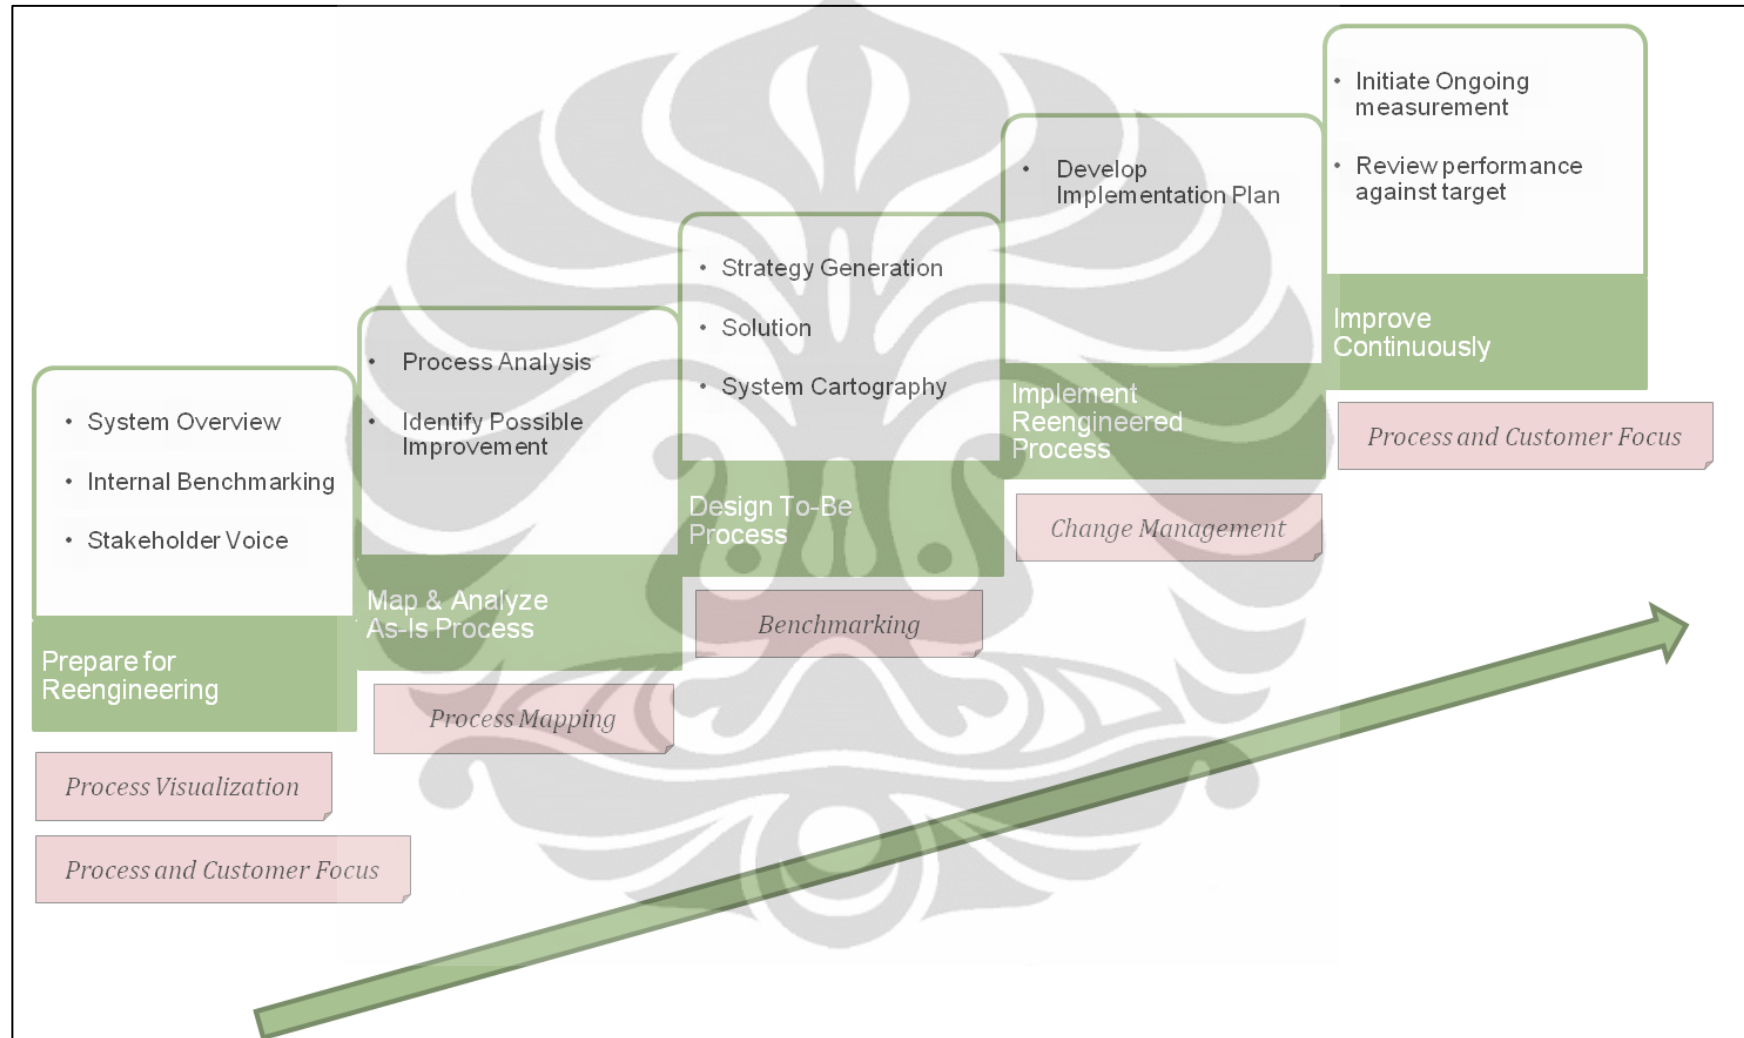 • System Overview
• Internal Benchmarking
• Stakeholder Voice
Prepare for
Reengineering
Process Visualization
Process and Customer Focus
• Process Analysis
• Identify Possible
Improvement
Map & Analyze
As-Is Process
Process Mapping
• Strategy Generation
• Solution
• System Cartography
Design To-Be
Process
Benchmarking
• Develop
Implementation Plan
Implement
Reengineered
Process
Change Management
• Initiate Ongoing
measurement
• Review performance
against target
Improve
Continuously
Process and Customer Focus